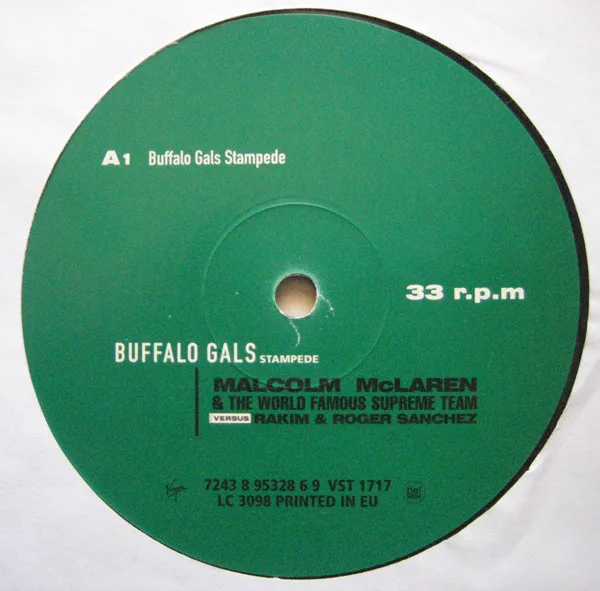 A1 Buffalo Gals Stampede
33 r.p.m
BUFFALO GALS STAMPEDE
MALCOLM McLAREN
& THE WORLD FAMOUS SUPREME TEAM
VERSUS RAKIM & ROGER SANCHEZ
Virgin 7243 8 95328 6 9 VST 1717
LC 3098 PRINTED IN EU